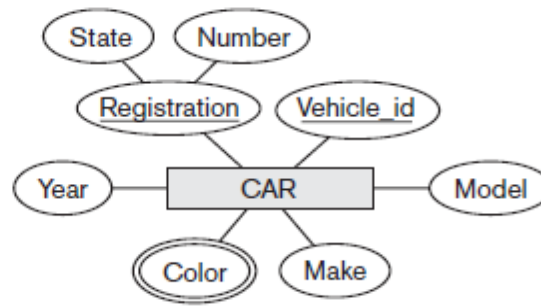 State Number
Registration Vehicle_id
Year CAR Model
Color Make